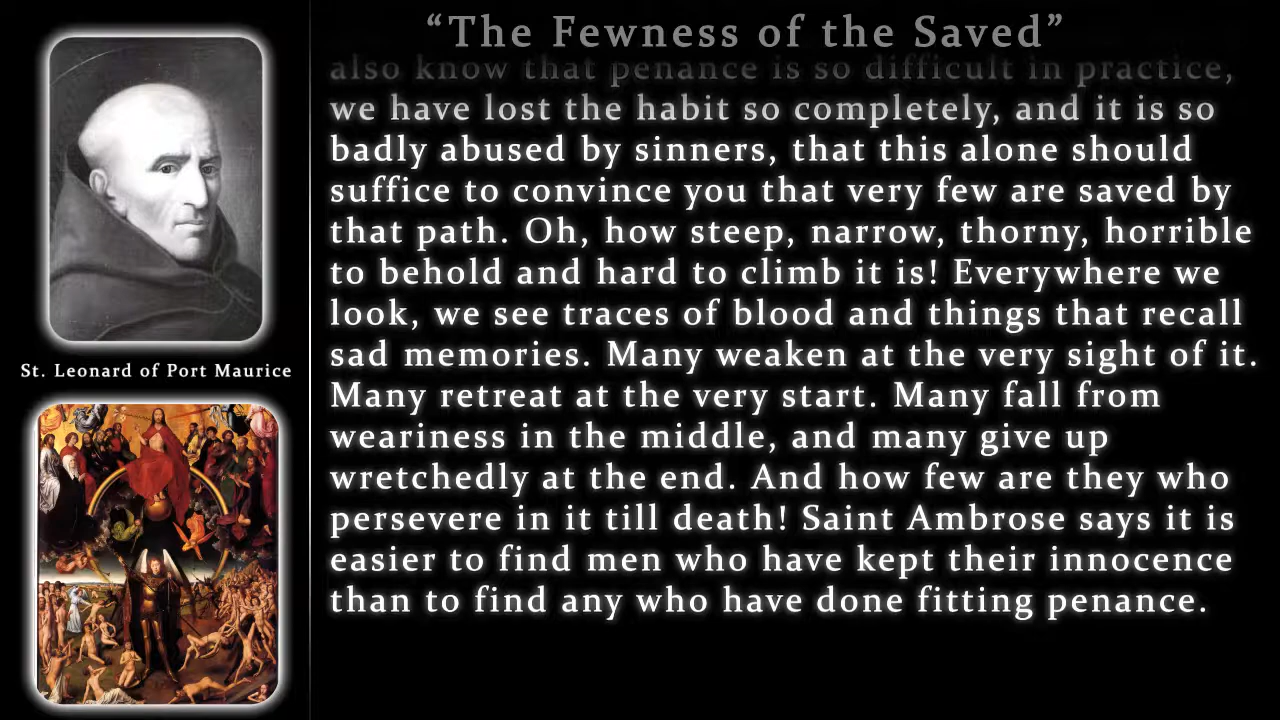 “The Fewness of the Saved”
also know that penance is so difficult in practice,
we have lost the habit so completely, and it is so
badly abused by sinners, that this alone should
suffice to convince you that very few are saved by
that path. Oh, how steep, narrow, thorny, horrible
to behold and hard to climb it is! Everywhere we
look, we see traces of blood and things that recall
sad memories. Many weaken at the very sight of it.
Many retreat at the very start. Many fall from
weariness in the middle, and many give up
wretchedly at the end. And how few are they who
persevere in it till death! Saint Ambrose says it is
easier to find men who have kept their innocence
than to find any who have done fitting penance.
St. Leonard of Port Maurice